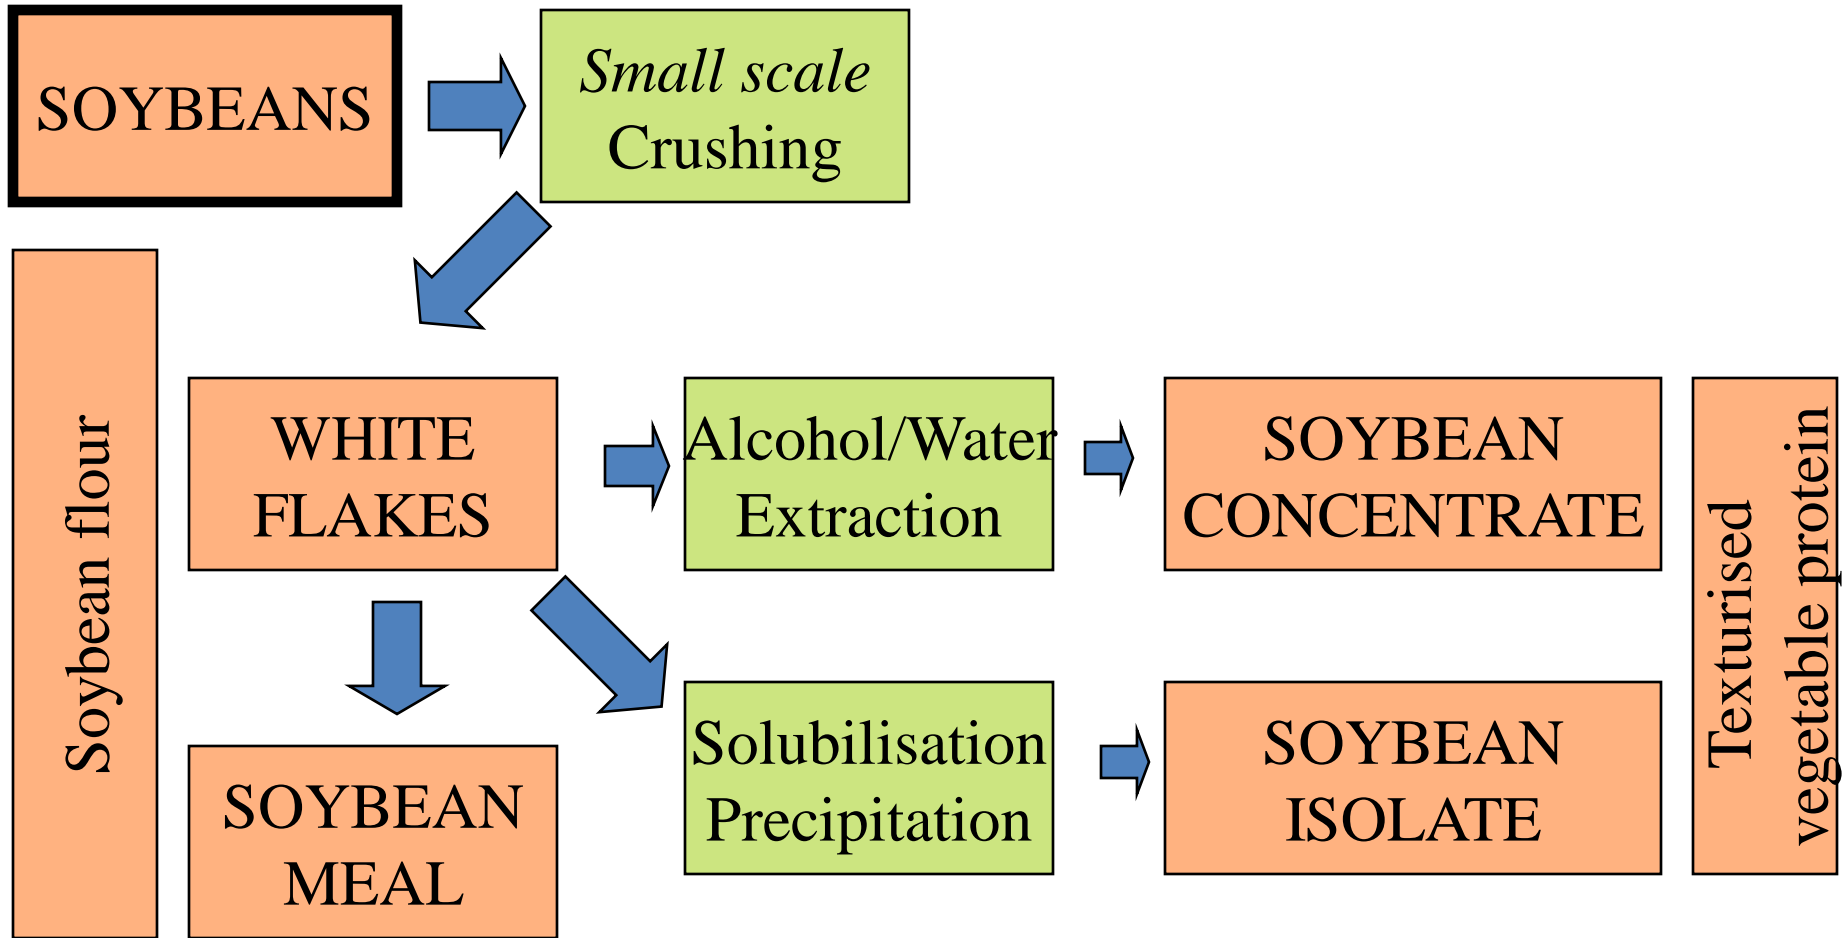 SOYBEANS
Small scale
Crushing
Soybean flour
WHITE
FLAKES
Alcohol/Water
Extraction
SOYBEAN
CONCENTRATE
Texturised
vegetable protein
SOYBEAN
MEAL
Solubilisation
Precipitation
SOYBEAN
ISOLATE